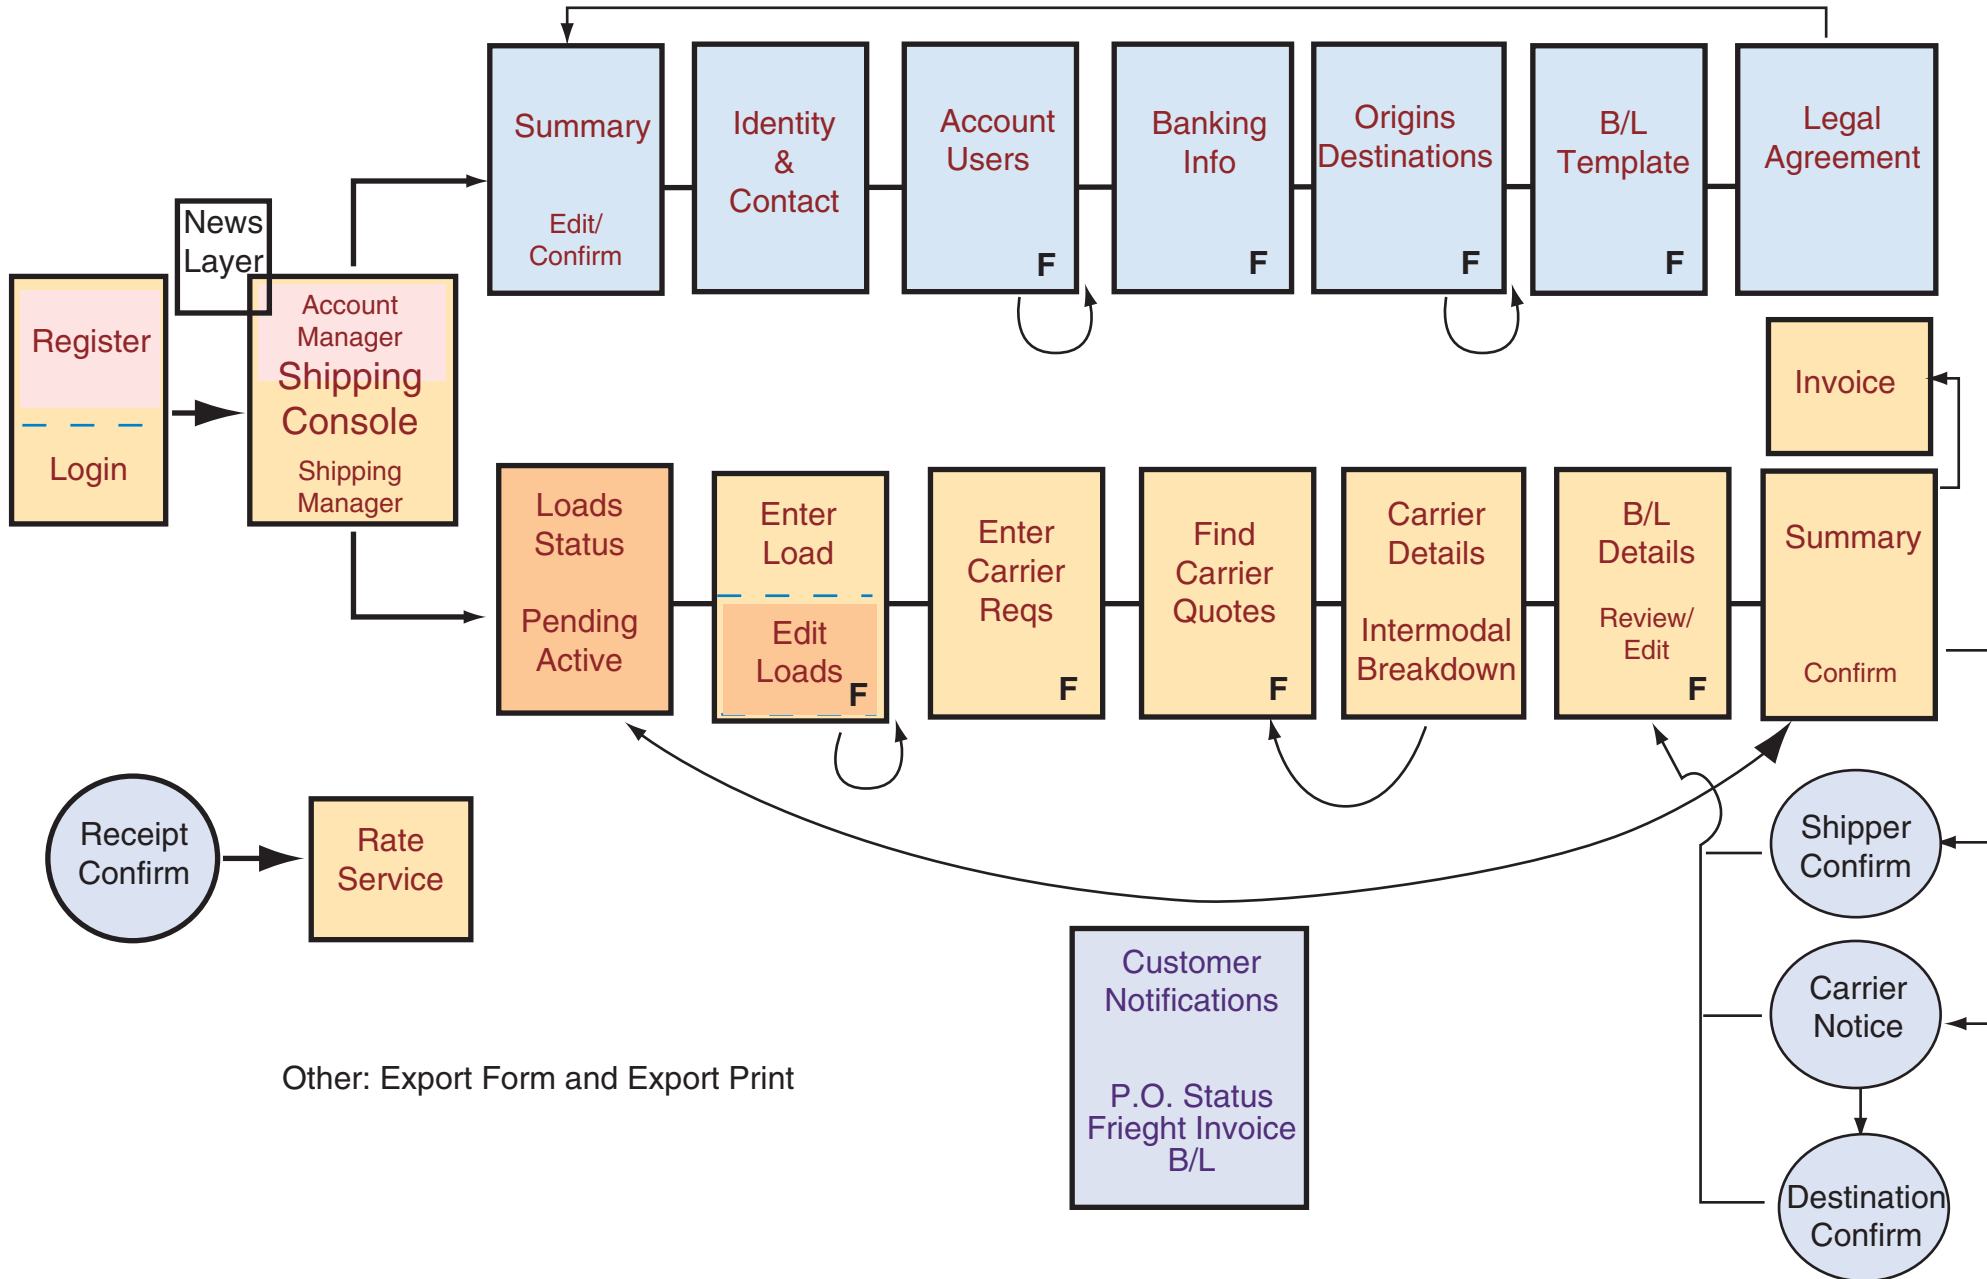 Summary
Edit/
Confirm
Identity
&
Contact
Account
Users
F
Banking
Info
F
Origins
Destinations
F
B/L
Template
F
Legal
Agreement
News
Layer
Register
Login
Account
Manager
Shipping
Console
Shipping
Manager
Invoice
Loads
Status
Pending
Active
Enter
Load
Edit
Loads
F
Enter
Carrier
Reqs
F
Find
Carrier
Quotes
F
Carrier
Details
Intermodal
Breakdown
B/L
Details
Review/
Edit
F
Summary
Confirm
Receipt
Confirm
Rate
Service
Shipper
Confirm
Carrier
Notice
Destination
Confirm
Customer
Notifications
P.O. Status
Frieght Invoice
B/L
Other: Export Form and Export Print